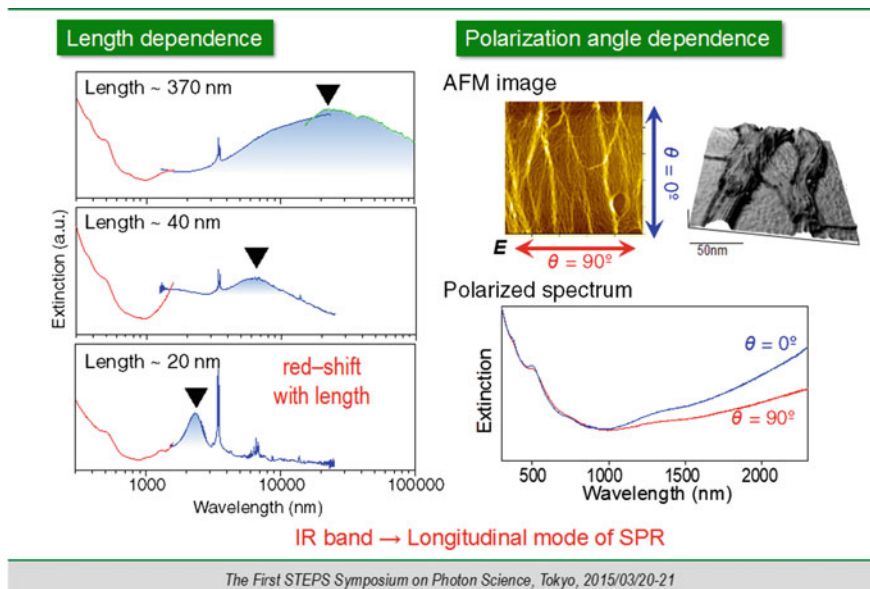 Length dependence
Length ~ 370 nm
Length ~ 40 nm
Length ~ 20 nm
red–shift
with length
Extinction (a.u.)
1000
10000
100000
Wavelength (nm)
Polarization angle dependence
AFM image
θ = 0º
E
θ = 90º
50nm
Polarized spectrum
θ = 0º
θ = 90º
Extinction
500
1000
1500
2000
Wavelength (nm)
IR band → Longitudinal mode of SPR
The First STEPS Symposium on Photon Science, Tokyo, 2015/03/20-21